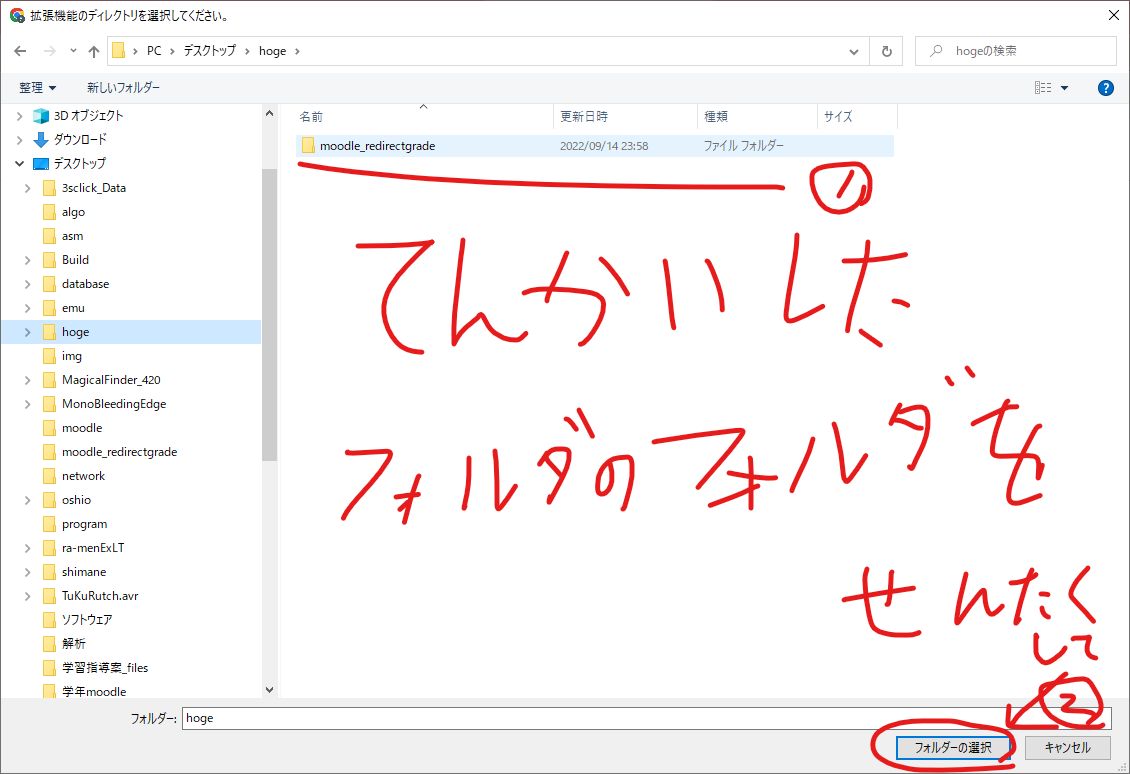 拡張機能のディレクトリを選択してください。
PC デスクトップ hoge
hogeの検索
整理 新しいフォルダー
3D オブジェクト
ダウンロード
デスクトップ
3sclick_Data
algo
asm
Build
database
emu
hoge
img
MagicalFinder_420
MonoBleedingEdge
moodle
moodle_redirectgrade
network
oshio
program
ra-menExLT
shimane
TuKuRutch.avr
ソフトウェア
解析
学習指導案_files
学年moodle
名前 更新日時 種類 サイズ
moodle_redirectgrade 2022/09/14 23:58 ファイル フォルダー
①
てんかいした
フォルダのフォルダを
せんたく
して
②
フォルダー: hoge
フォルダーの選択 キャンセル